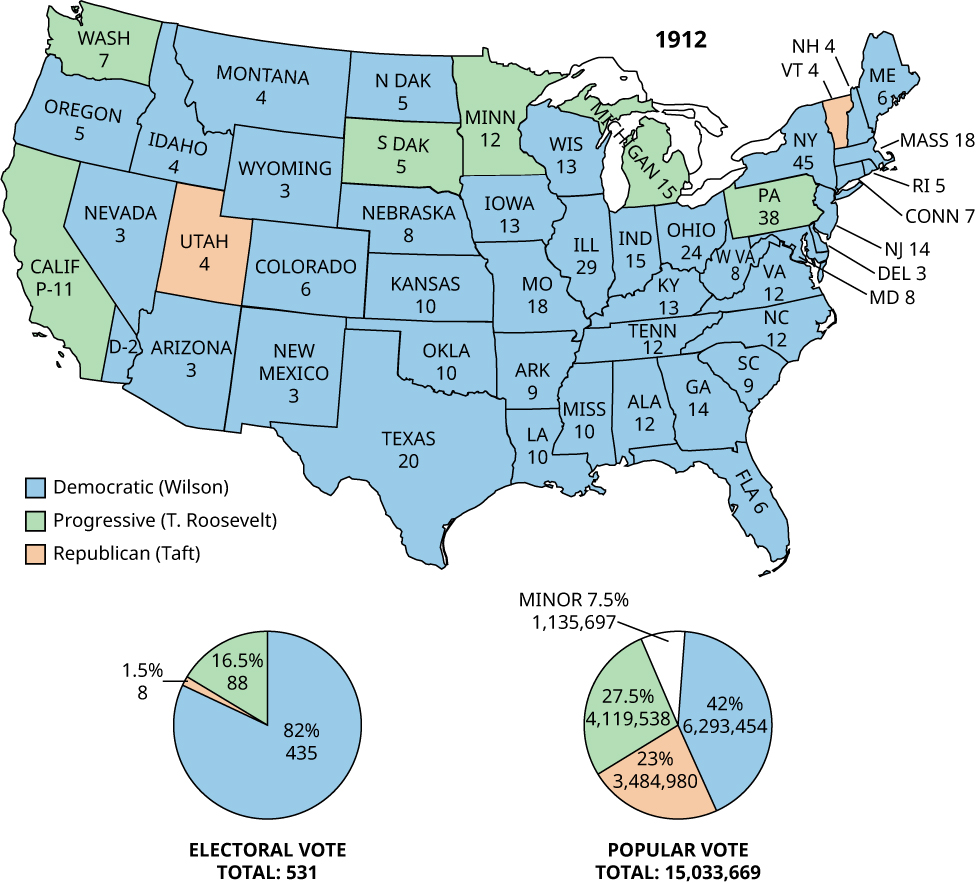 1912
WASH
7
OREGON
5
CALIF
P-11
D-2
IDAHO
4
NEVADA
3
MONTANA
4
WYOMING
3
UTAH
4
COLORADO
6
ARIZONA
3
NEW
MEXICO
3
N DAK
5
S DAK
5
NEBRASKA
8
KANSAS
10
OKLA
10
TEXAS
20
MINN
12
IOWA
13
MO
18
ARK
9
LA
10
WIS
13
ILL
29
MICHIGAN 15
IND
15
OHIO
24
KY
13
TENN
12
MISS
10
ALA
12
GA
14
FLA 6
SC
9
NC
12
VA
12
W VA
8
PA
38
NY
45
NH 4
VT 4
ME
6
MASS 18
RI 5
CONN 7
NJ 14
DEL 3
MD 8
Democratic (Wilson)
Progressive (T. Roosevelt)
Republican (Taft)
1.5%
8
16.5%
88
82%
435
ELECTORAL VOTE
TOTAL: 531
MINOR 7.5%
1,135,697
27.5%
4,119,538
42%
6,293,454
23%
3,484,980
POPULAR VOTE
TOTAL: 15,033,669